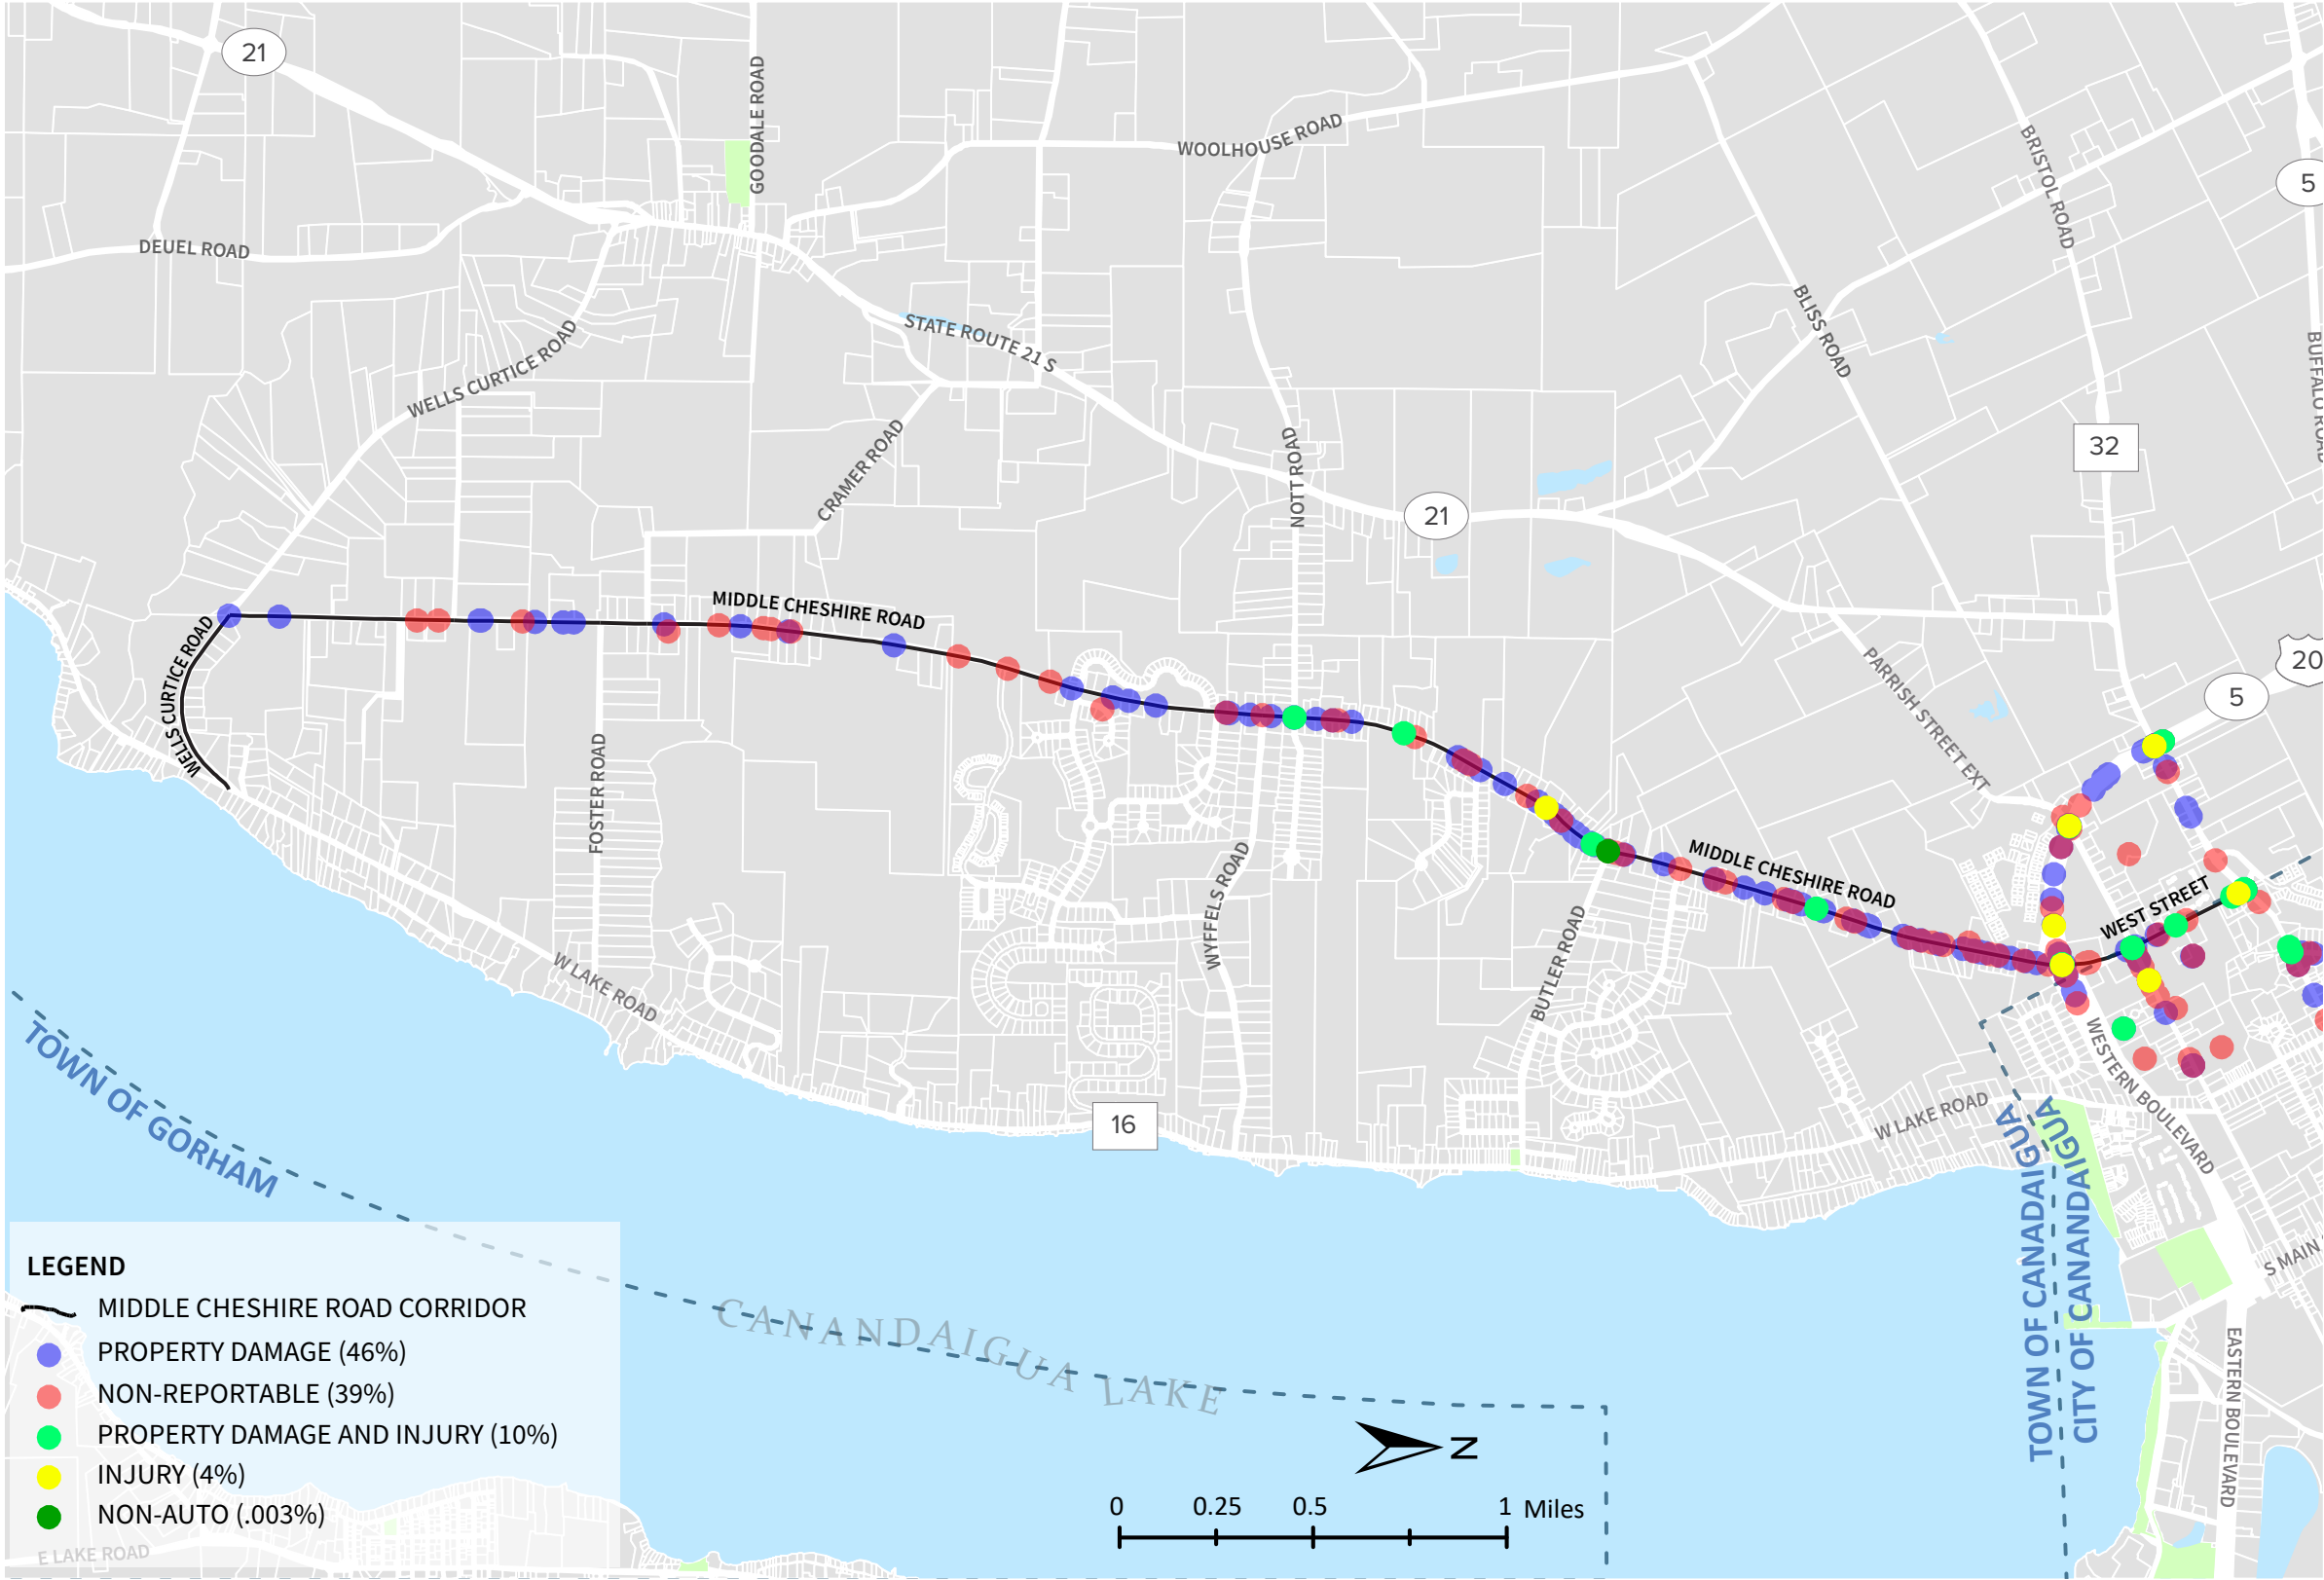 21
GOODALE ROAD
WOOLHOUSE ROAD
BRISTOL ROAD
5
DEUEL ROAD
STATE ROUTE 21 S
BLISS ROAD
BUFFALO ROAD
WELLS CURTICE ROAD
CRAMER ROAD
NOTT ROAD
32
21
MIDDLE CHESHIRE ROAD
WELLS CURTICE ROAD
PARRISH STREET EXT
20
5
FOSTER ROAD
WYFFELS ROAD
MIDDLE CHESHIRE ROAD
WEST STREET
BUTLER ROAD
W LAKE ROAD
WESTERN BOULEVARD
TOWN OF GORHAM
16
W LAKE ROAD
TOWN OF CANADAIGUA
CITY OF CANANDAIGUA
S MAIN
EASTERN BOULEVARD
CANANDAIGUA LAKE
LEGEND
MIDDLE CHESHIRE ROAD CORRIDOR
PROPERTY DAMAGE (46%)
NON-REPORTABLE (39%)
PROPERTY DAMAGE AND INJURY (10%)
INJURY (4%)
NON-AUTO (.003%)
E LAKE ROAD
N
0 0.25 0.5 1 Miles